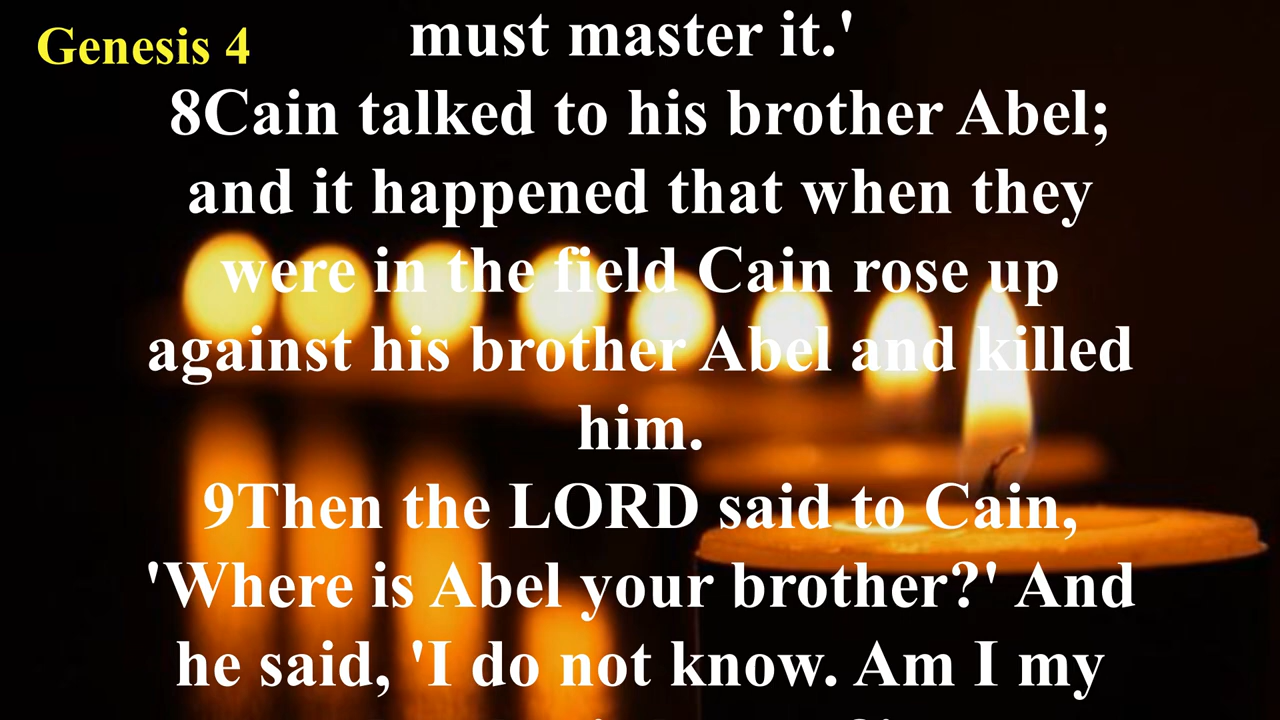 Genesis 4
must master it.'
8Cain talked to his brother Abel;
and it happened that when they
were in the field Cain rose up
against his brother Abel and killed
him.
9Then the LORD said to Cain,
'Where is Abel your brother?' And
he said, 'I do not know. Am I my